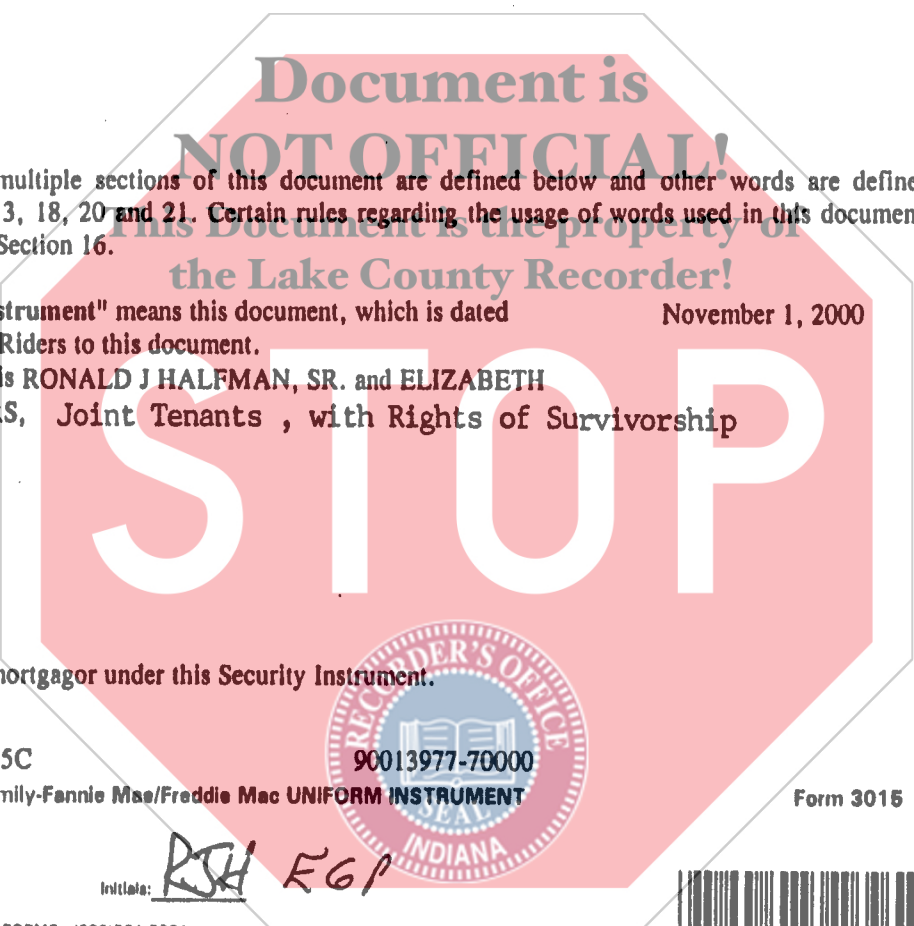 Document is
NOT OFFICIAL!
multiple sections of this document are defined below and other words are define
3, 18, 20 and 21. Certain rules regarding the usage of words used in this documen
This Document is the property of
Section 16.
the Lake County Recorder!
strument" means this document, which is dated November 1, 2000
Riders to this document.
is RONALD J HALFMAN, SR. and ELIZABETH
RS, Joint Tenants , with Rights of Survivorship
STOP
nortgagor under this Security Instrument.
RECORDER'S OFFICE
5C 90013977-70000
mily-Fannie Mae/Freddie Mac UNIFORM INSTRUMENT Form 3015
SEAL
INDIANA
Initials: RJH EGP